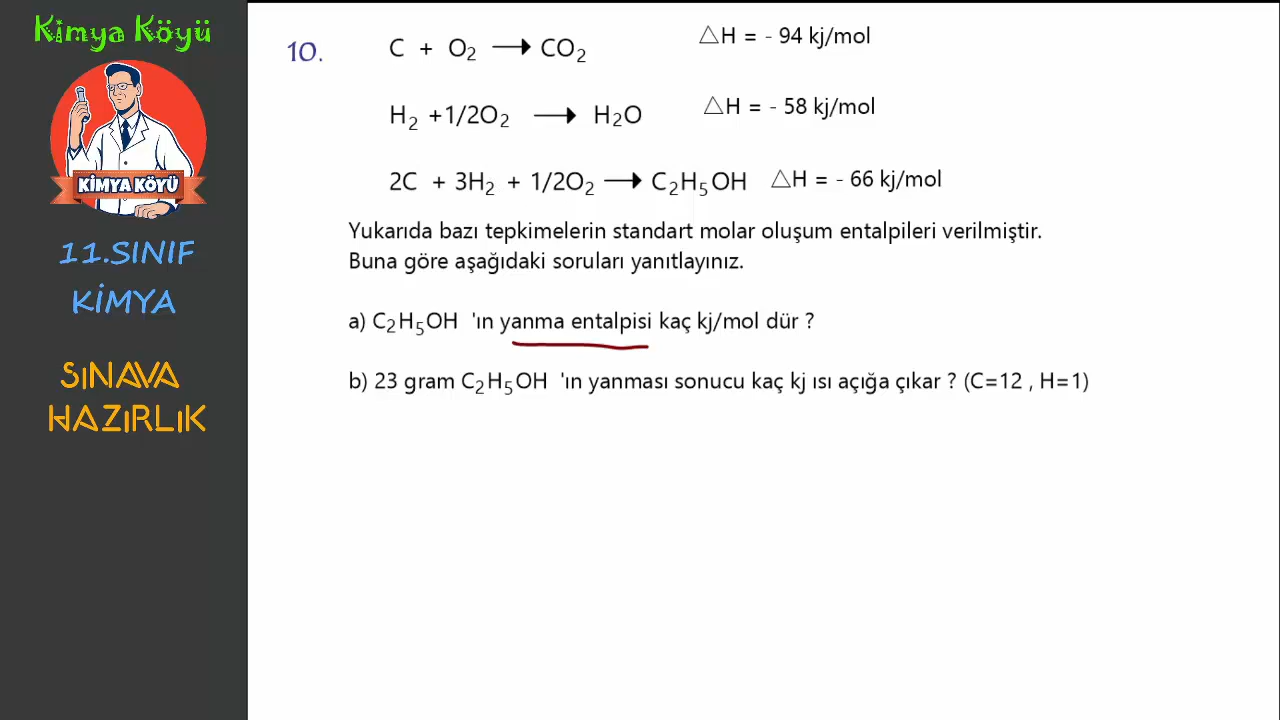 Kimya Köyü
KİMYA KÖYÜ
11.SINIF
KİMYA
SINAVA
HAZIRLIK
10.
C + O₂ → CO₂ △H = - 94 kj/mol
H₂ +1/2O₂ → H₂O △H = - 58 kj/mol
2C + 3H₂ + 1/2O₂ → C₂H₅OH △H = - 66 kj/mol
Yukarıda bazı tepkimelerin standart molar oluşum entalpileri verilmiştir.
Buna göre aşağıdaki soruları yanıtlayınız.
a) C₂H₅OH 'ın yanma entalpisi kaç kj/mol dür ?
b) 23 gram C₂H₅OH 'ın yanması sonucu kaç kj ısı açığa çıkar ? (C=12 , H=1)